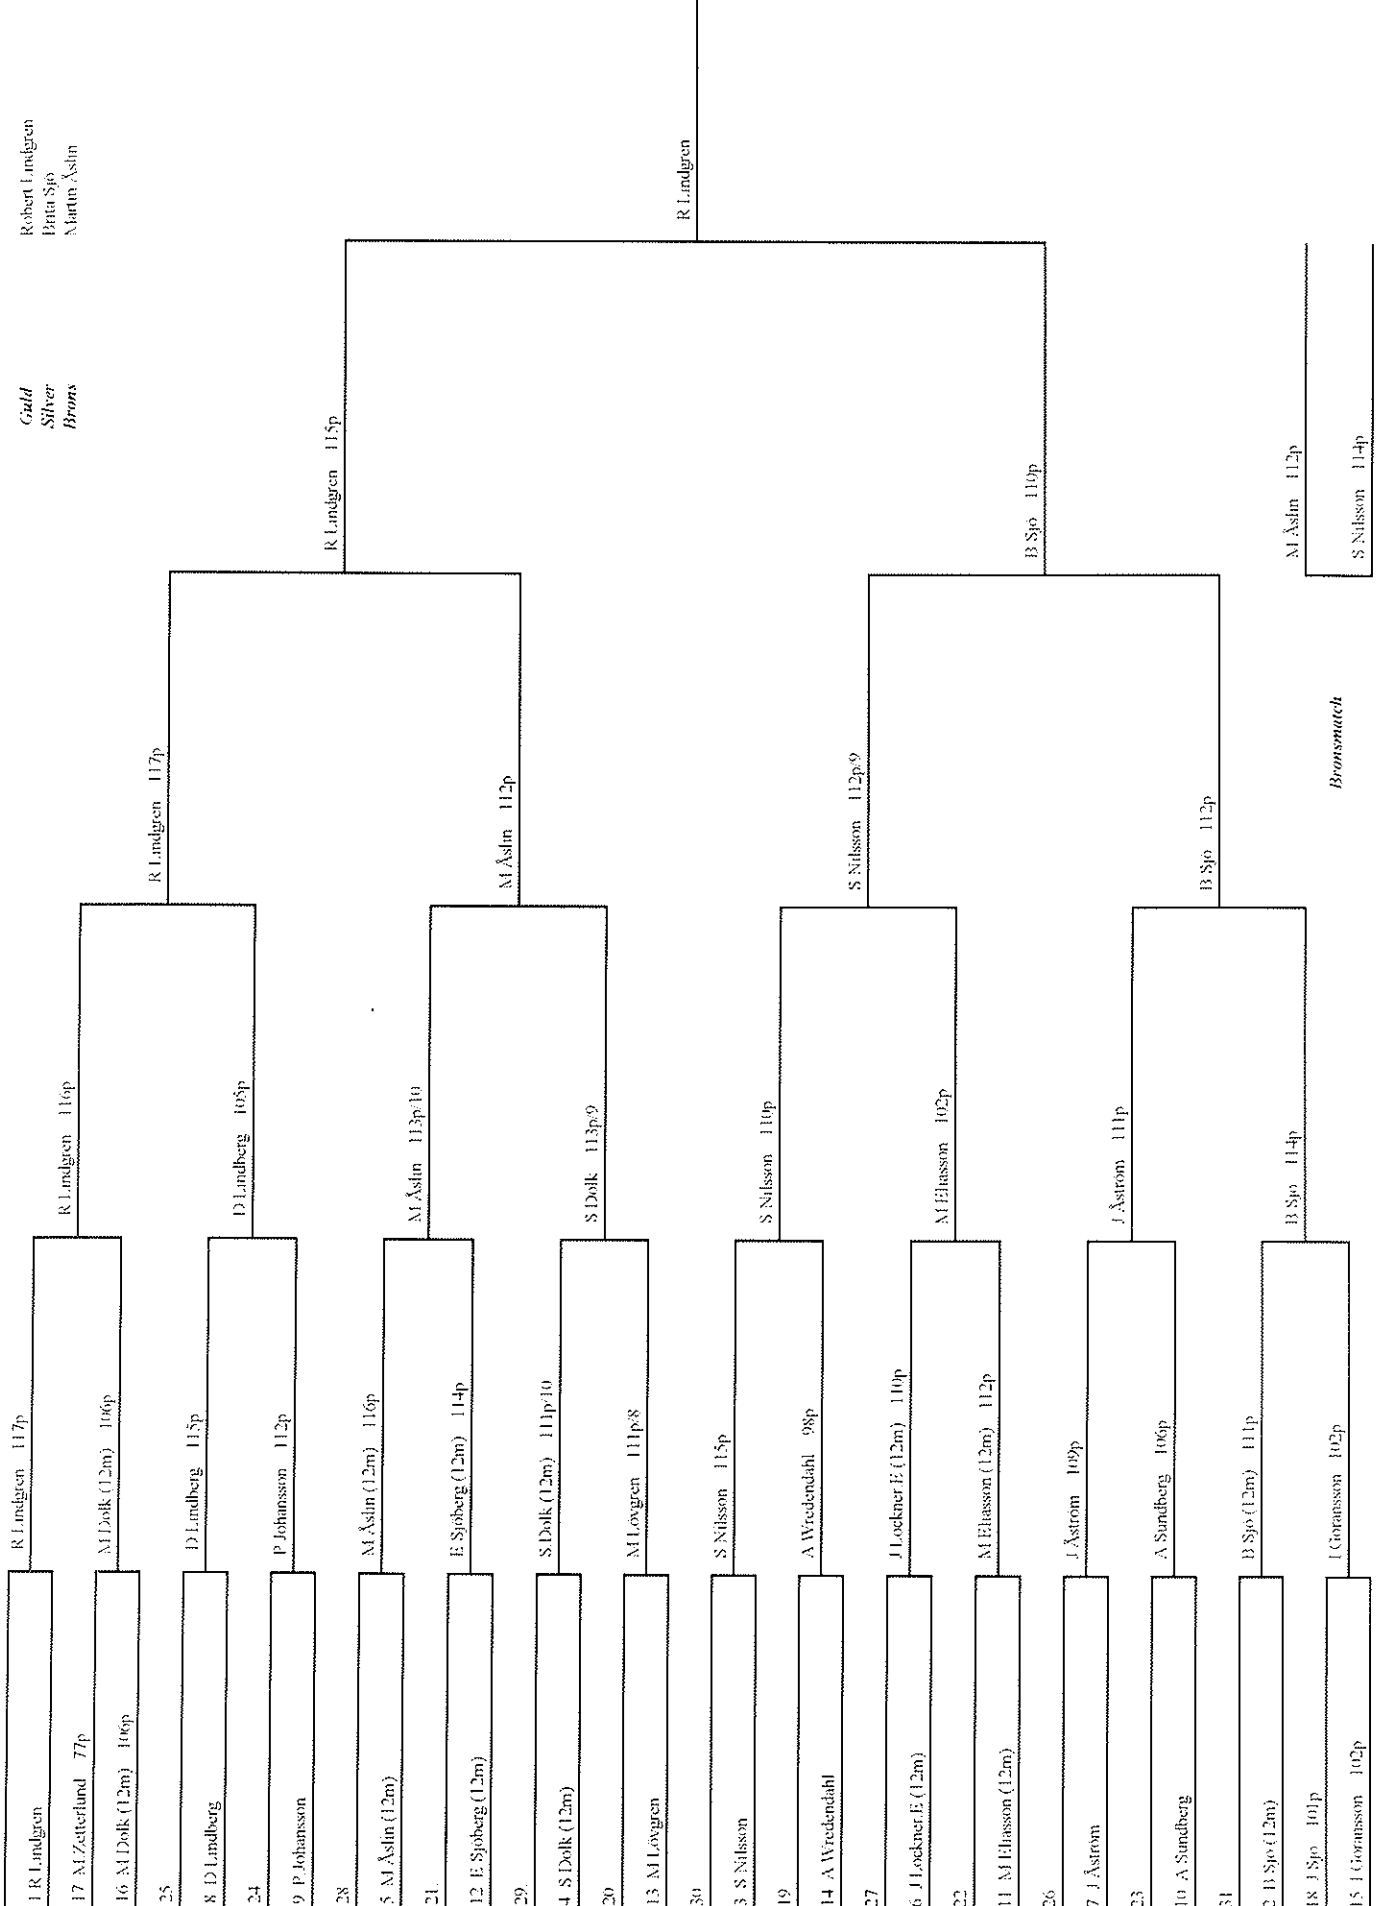 Guld Robert Lindgren
Silver Brita Sjö
Brons Martin Åslin
1 R Lindgren
17 M Zetterlund 77p
16 M Dolk (12m) 106p
25
8 D Lindberg
24
9 P Johansson
28
5 M Åslin (12m)
21
12 E Sjöberg (12m)
29
4 S Dolk (12m)
20
13 M Lövgren
30
3 S Nilsson
19
14 A Wredendahl
27
6 J Lockner.E (12m)
22
11 M Eliasson (12m)
26
7 J Åström
23
10 A Sundberg
31
2 B Sjö (12m)
18 J Sjö 101p
15 I Göransson 102p
R Lindgren 117p
M Dolk (12m) 106p
D Lindberg 115p
P Johansson 112p
M Åslin (12m) 116p
E Sjöberg (12m) 114p
S Dolk (12m) 111p/10
M Lövgren 111p/8
S Nilsson 115p
A Wredendahl 98p
J Lockner.E (12m) 110p
M Eliasson (12m) 112p
J Åström 109p
A Sundberg 106p
B Sjö (12m) 111p
I Göransson 102p
R Lindgren 116p
D Lindberg 105p
M Åslin 113p/10
S Dolk 113p/9
S Nilsson 110p
M Eliasson 102p
J Åström 111p
B Sjö 114p
R Lindgren 117p
M Åslin 112p
S Nilsson 112p/9
B Sjö 112p
R Lindgren 115p
B Sjö 110p
R Lindgren
Bronsmatch
M Åslin 112p
S Nilsson 114p